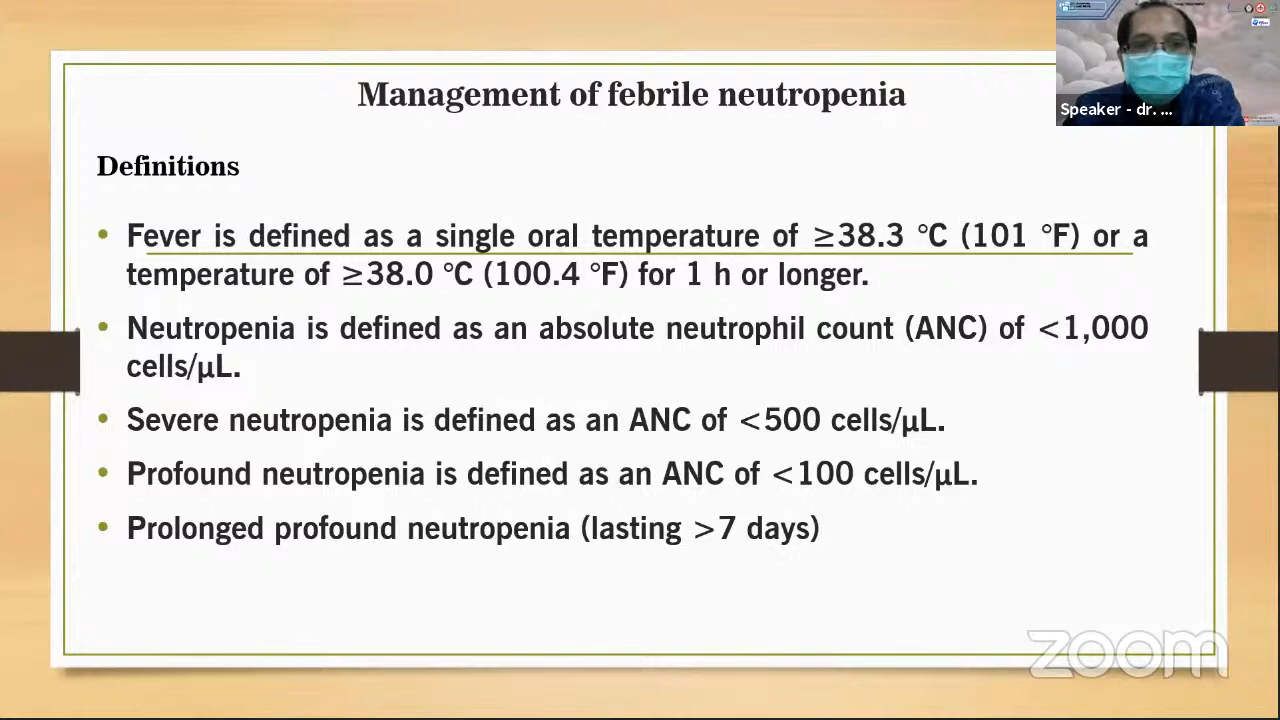 Management of febrile neutropenia
Speaker - dr. ...
Definitions
• Fever is defined as a single oral temperature of ≥38.3 °C (101 °F) or a
temperature of ≥38.0 °C (100.4 °F) for 1 h or longer.
• Neutropenia is defined as an absolute neutrophil count (ANC) of <1,000
cells/µL.
• Severe neutropenia is defined as an ANC of <500 cells/µL.
• Profound neutropenia is defined as an ANC of <100 cells/µL.
• Prolonged profound neutropenia (lasting >7 days)
zoom